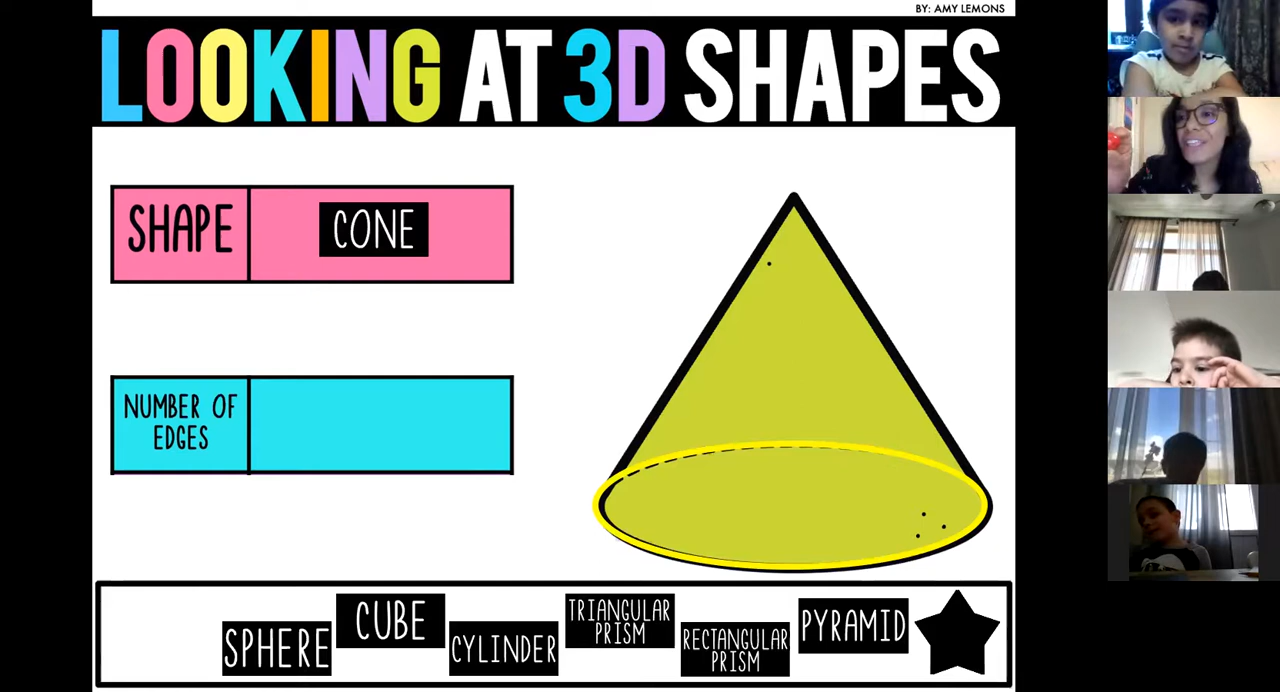 BY: AMY LEMONS
LOOKING AT 3D SHAPES
SHAPE
CONE
NUMBER OF
EDGES
SPHERE
CUBE
CYLINDER
TRIANGULAR
PRISM
RECTANGULAR
PRISM
PYRAMID